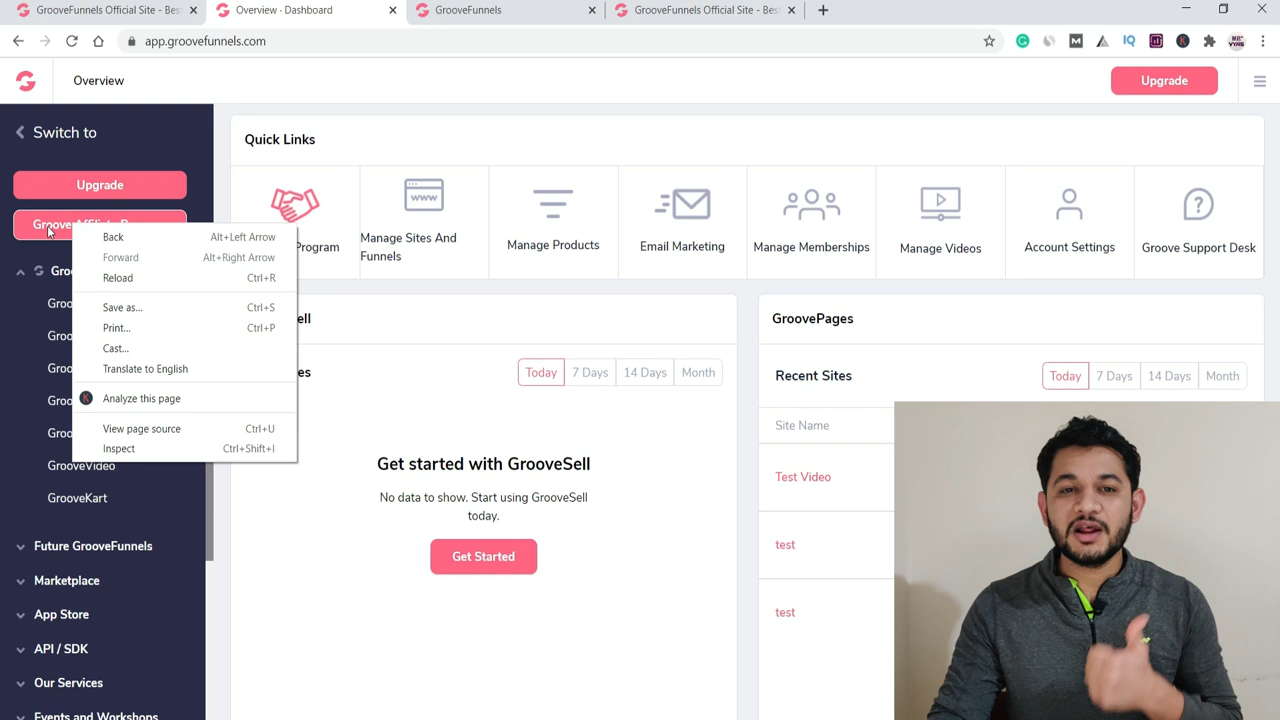 GrooveFunnels Official Site - Bes
Overview · Dashboard
GrooveFunnels
GrooveFunnels Official Site - Bes
app.groovefunnels.com
Overview
Upgrade
Switch to
Upgrade
Back Alt+Left Arrow
Forward Alt+Right Arrow
Reload Ctrl+R
Save as... Ctrl+S
Print... Ctrl+P
Cast...
Translate to English
Analyze this page
View page source Ctrl+U
Inspect Ctrl+Shift+I
GrooveVideo
GrooveKart
Future GrooveFunnels
Marketplace
App Store
API / SDK
Our Services
Events and Workshops
Quick Links
Program
Manage Sites And
Funnels
Manage Products
Email Marketing
Manage Memberships
Manage Videos
Account Settings
Groove Support Desk
Today 7 Days 14 Days Month
Get started with GrooveSell
No data to show. Start using GrooveSell
today.
Get Started
GroovePages
Recent Sites
Today 7 Days 14 Days Month
Site Name
Test Video
test
test